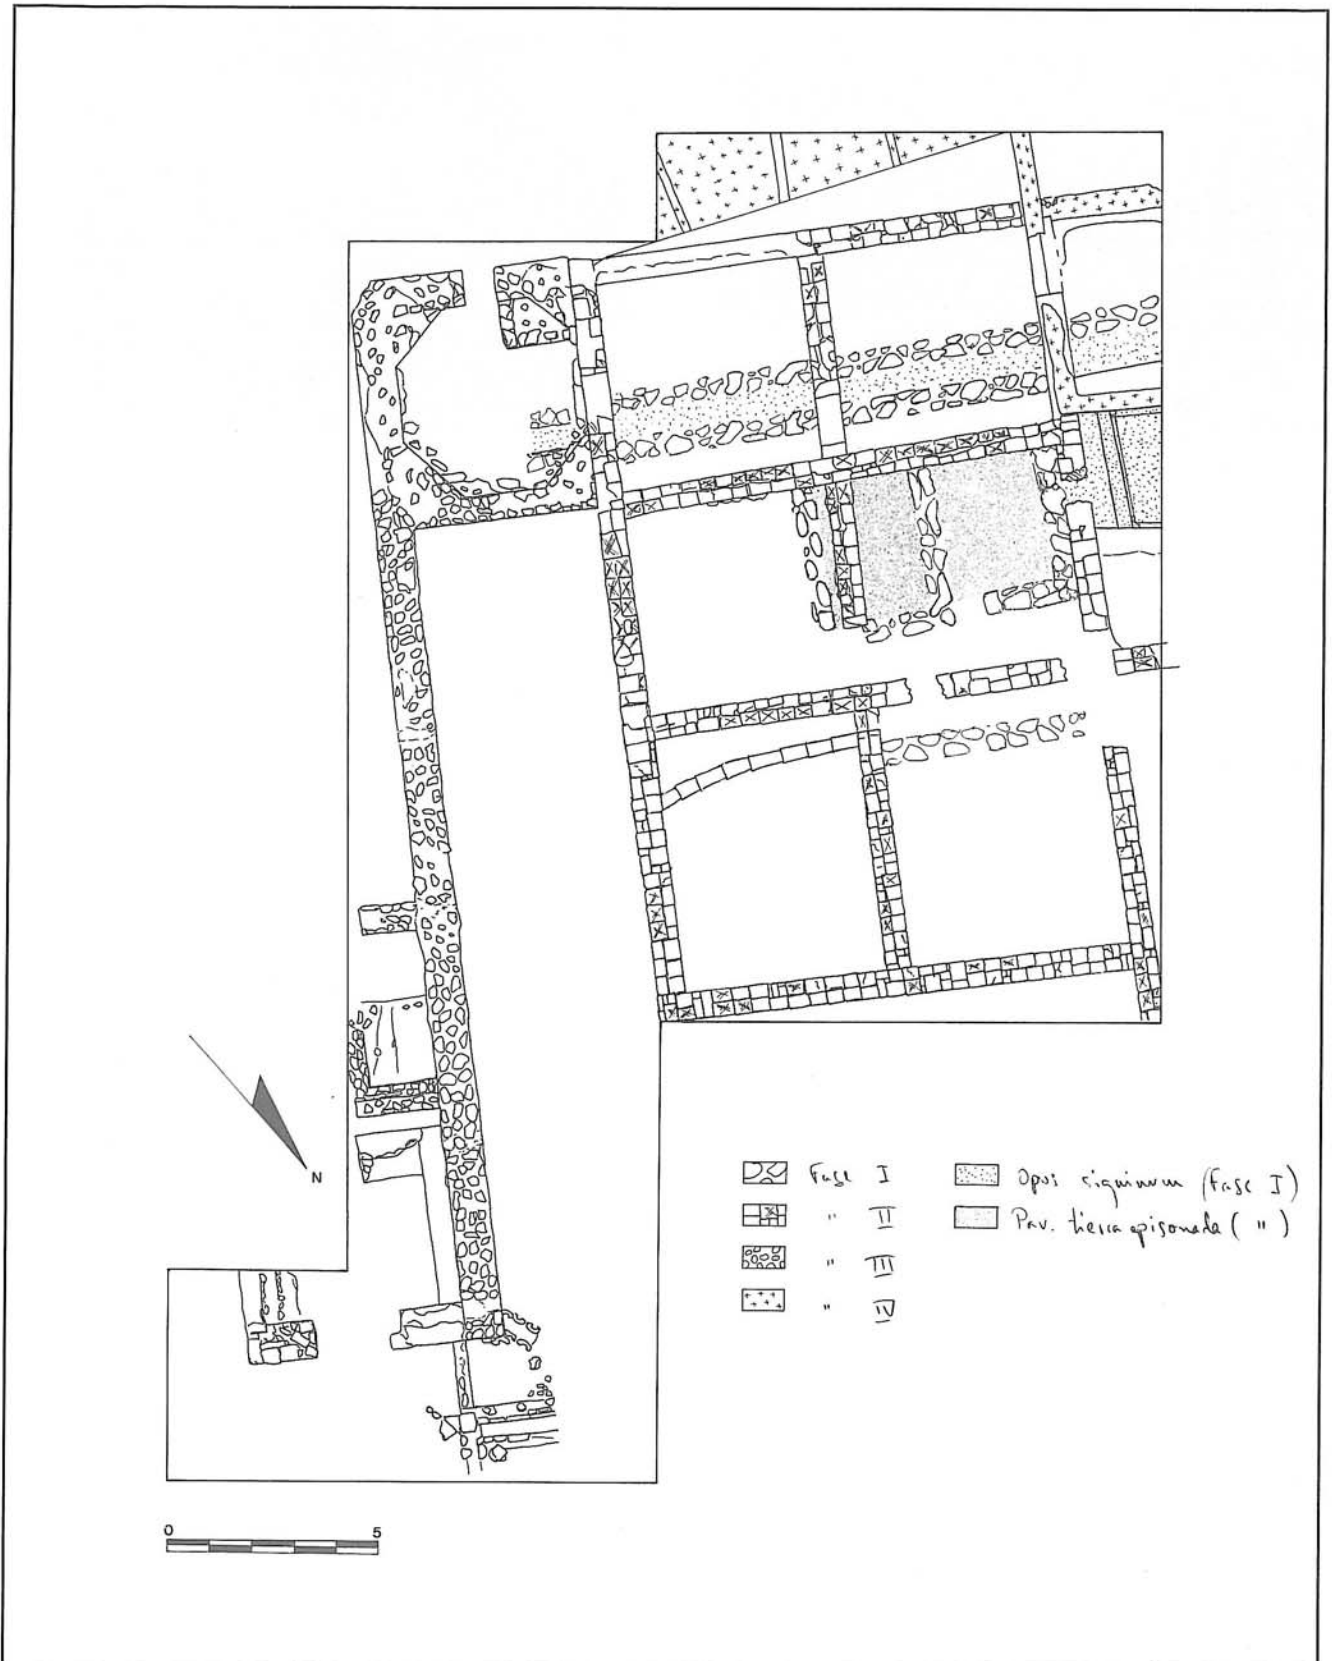 N
Fase I
" II
" III
" IV
Opus signinum (Fase I)
Pav. tierra apisonada ( " )
0 5